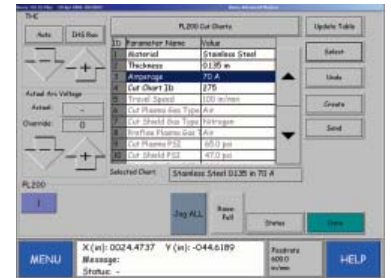 THC
PL200 Cut Charts
Update Table
Auto
IHS Run
ID Parameter Name Value
1 Material Stainless Steel
2 Thickness 0.135 in
3 Amperage 70 A
4 Cut Chart ID 275
5 Travel Speed 100 in/min
6 Cut Plasma Gas Type Air
7 Cut Shield Gas Type Nitrogen
8 Preflow Plasma Gas T Air
9 Cut Plasma PSI 65.0 psi
10 Cut Shield PSI 47.0 psi
Select
Undo
Create
Send
Actual Arc Voltage
Actual: -
Override: 0
- +
- +
Selected Chart: Stainless Steel 0.135 in 70 A
PL200
1
Jog ALL
Raise Full
Status
Done
MENU
X (in): 0024.4737 Y (in): -044.6189
Message:
Status: -
Feedrate
600.0
in/min
HELP